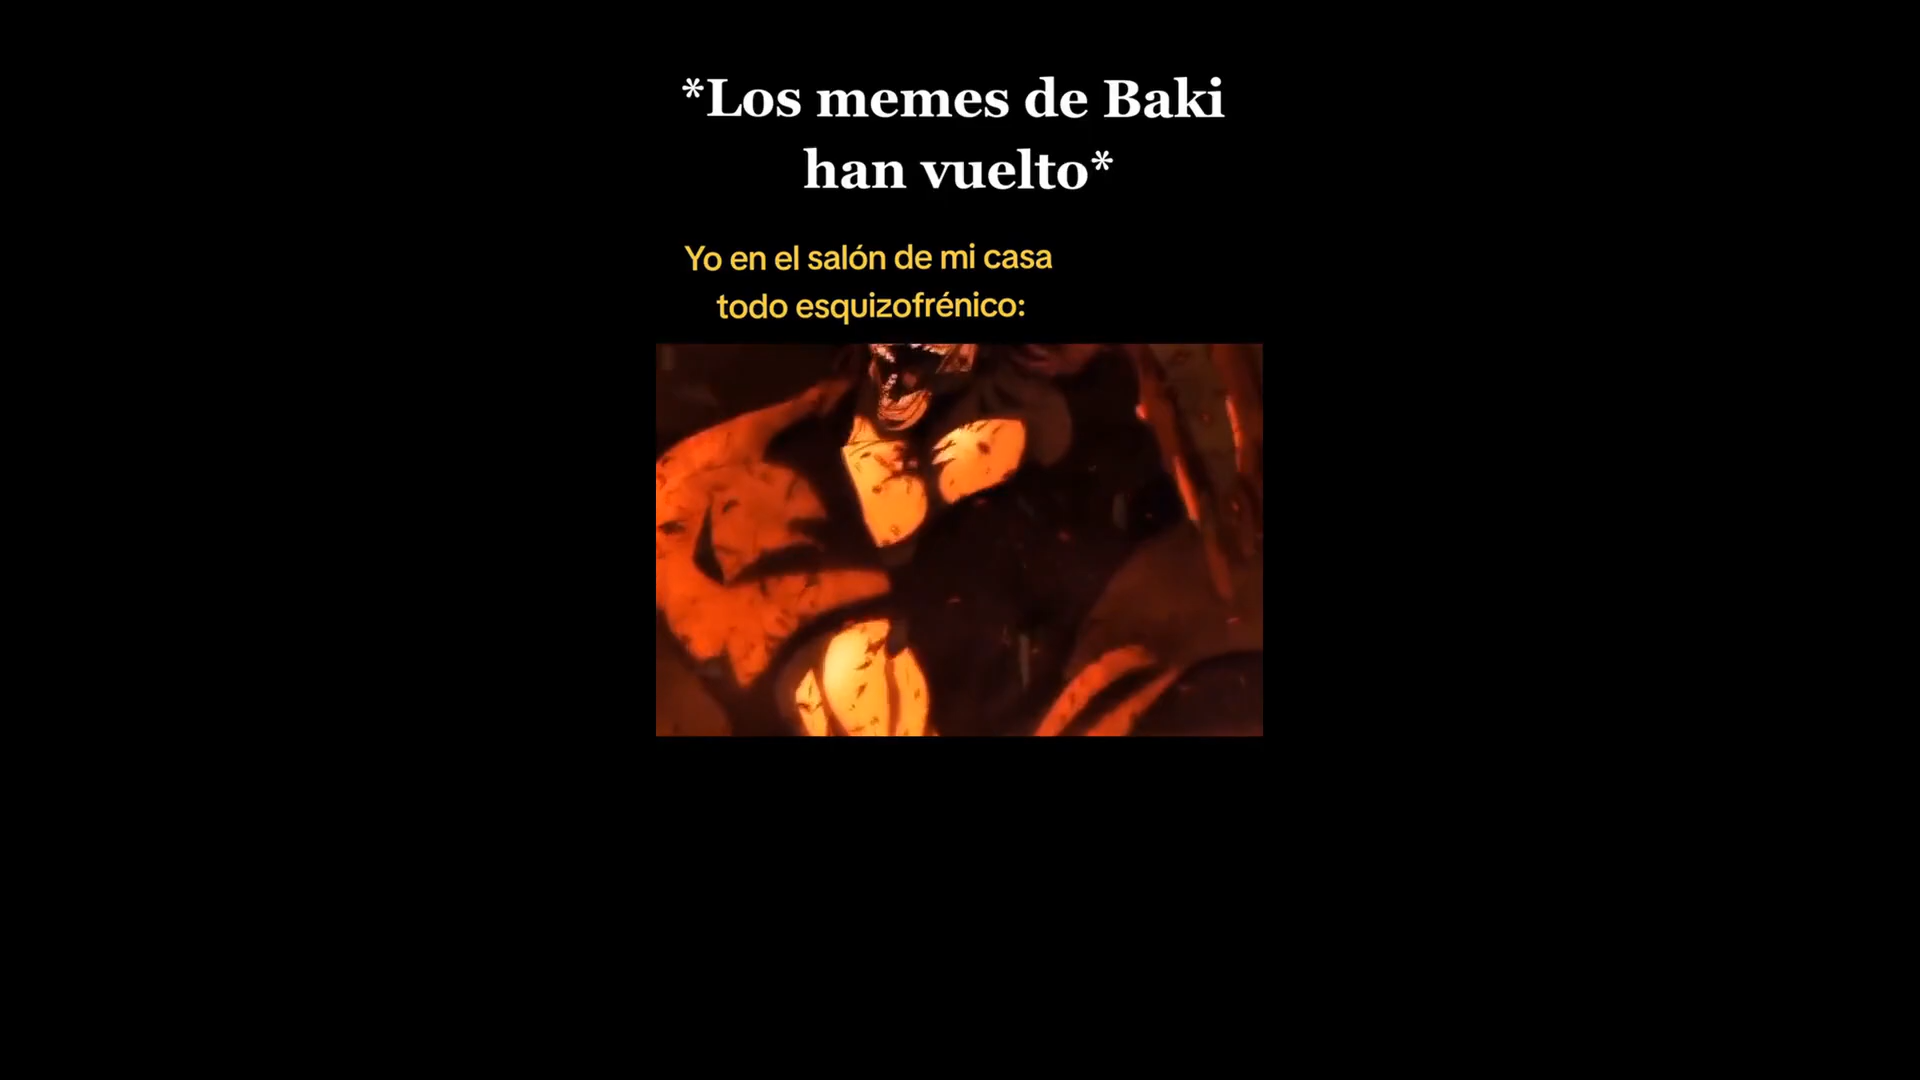 *Los memes de Baki
han vuelto*
Yo en el salón de mi casa
todo esquizofrénico: